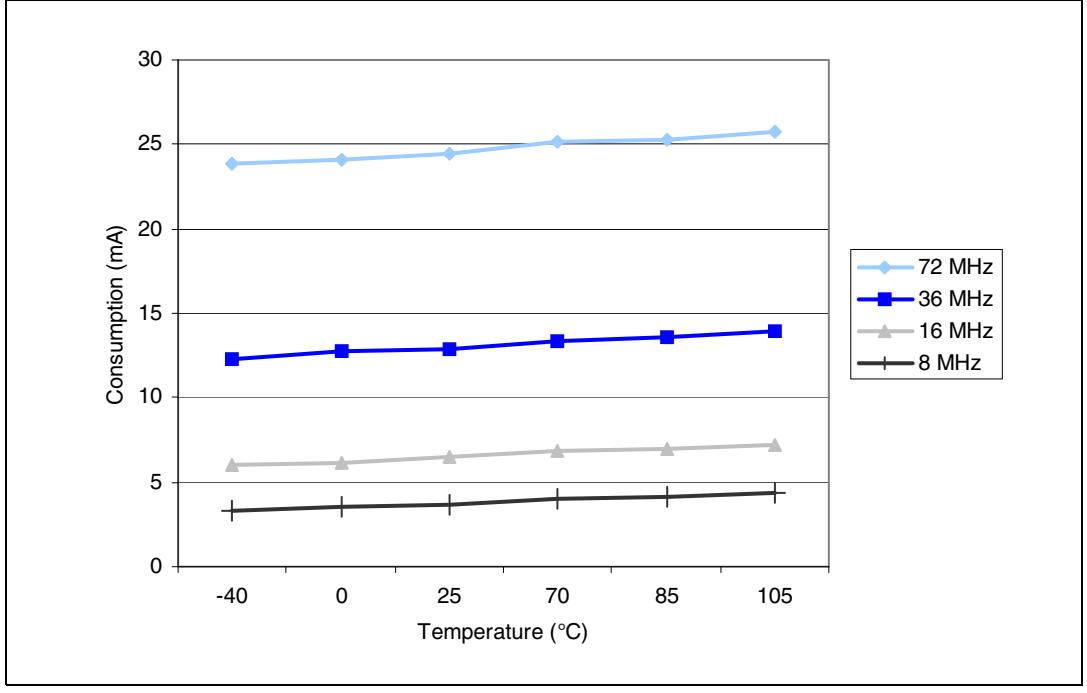 30
25
20
15
10
5
0
Consumption (mA)
-40 0 25 70 85 105
Temperature (°C)
72 MHz
36 MHz
16 MHz
8 MHz